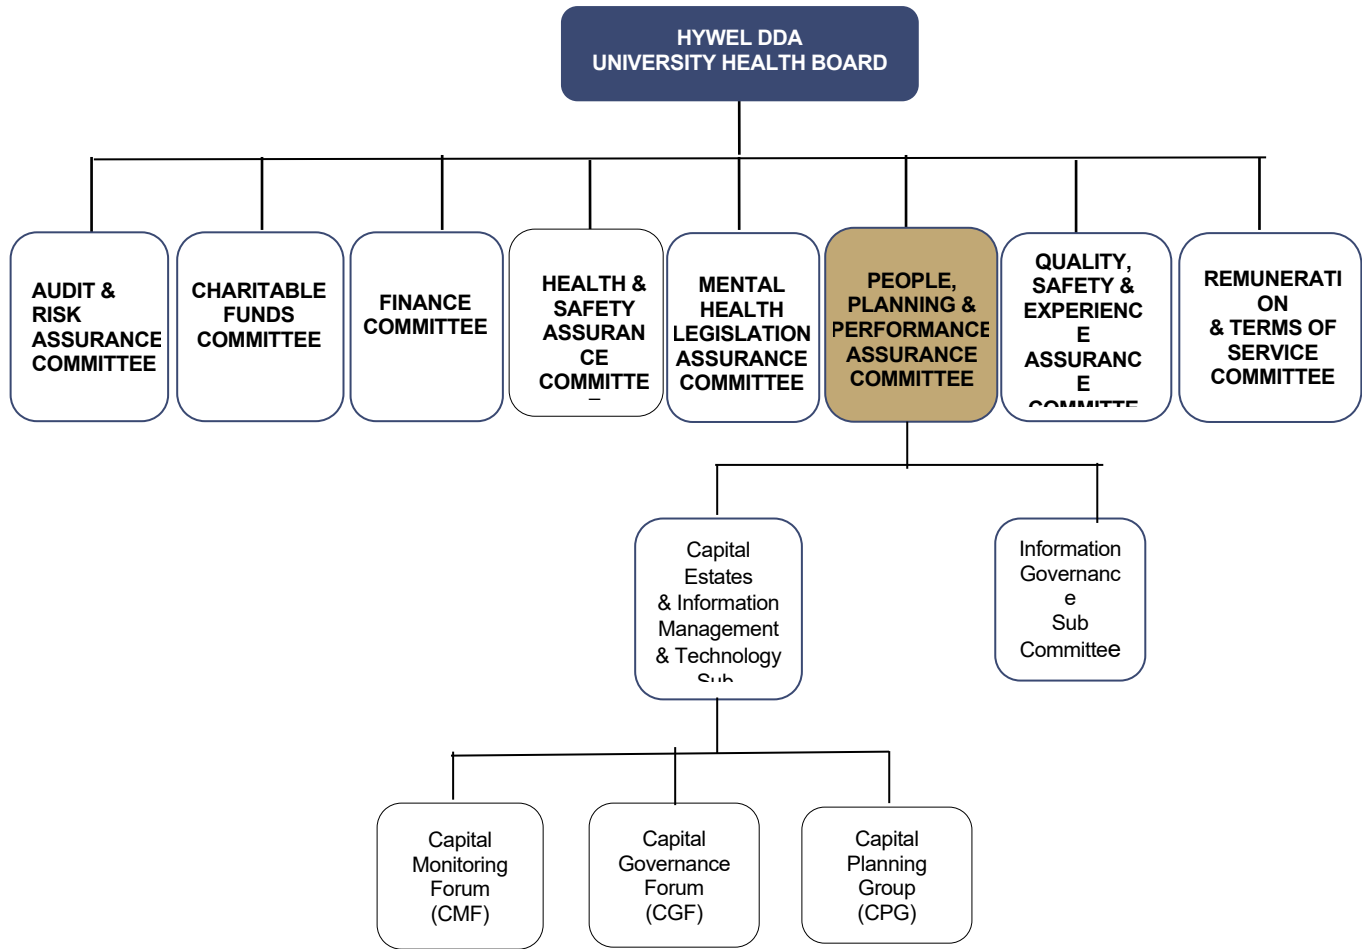 HYWEL DDA
UNIVERSITY HEALTH BOARD
AUDIT &
RISK
ASSURANCE
COMMITTEE
CHARITABLE
FUNDS
COMMITTEE
FINANCE
COMMITTEE
HEALTH &
SAFETY
ASSURAN
CE
COMMITTE
MENTAL
HEALTH
LEGISLATION
ASSURANCE
COMMITTEE
PEOPLE,
PLANNING &
PERFORMANCE
ASSURANCE
COMMITTEE
QUALITY,
SAFETY &
EXPERIENC
E
ASSURANC
E
COMMITTE
REMUNERATI
ON
& TERMS OF
SERVICE
COMMITTEE
Capital
Estates
& Information
Management
& Technology
Sub
Information
Governanc
e
Sub
Committee
Capital
Monitoring
Forum
(CMF)
Capital
Governance
Forum
(CGF)
Capital
Planning
Group
(CPG)